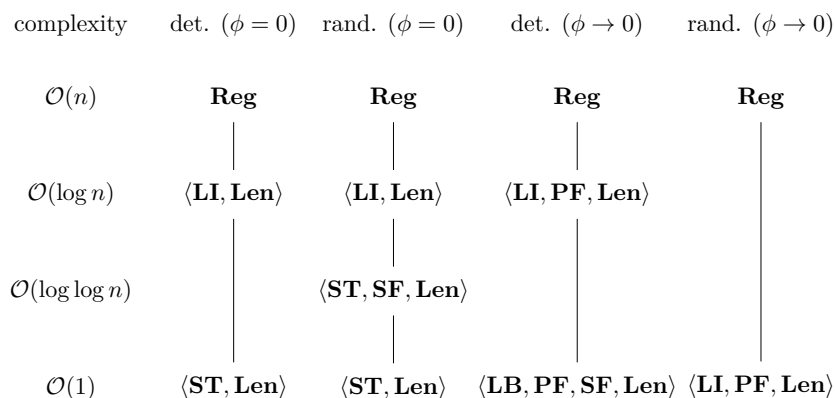 complexity det. (ϕ = 0) rand. (ϕ = 0) det. (ϕ → 0) rand. (ϕ → 0)
𝒪(n) Reg Reg Reg Reg
𝒪(log n) ⟨LI, Len⟩ ⟨LI, Len⟩ ⟨LI, PF, Len⟩
𝒪(log log n) ⟨ST, SF, Len⟩
𝒪(1) ⟨ST, Len⟩ ⟨ST, Len⟩ ⟨LB, PF, SF, Len⟩ ⟨LI, PF, Len⟩